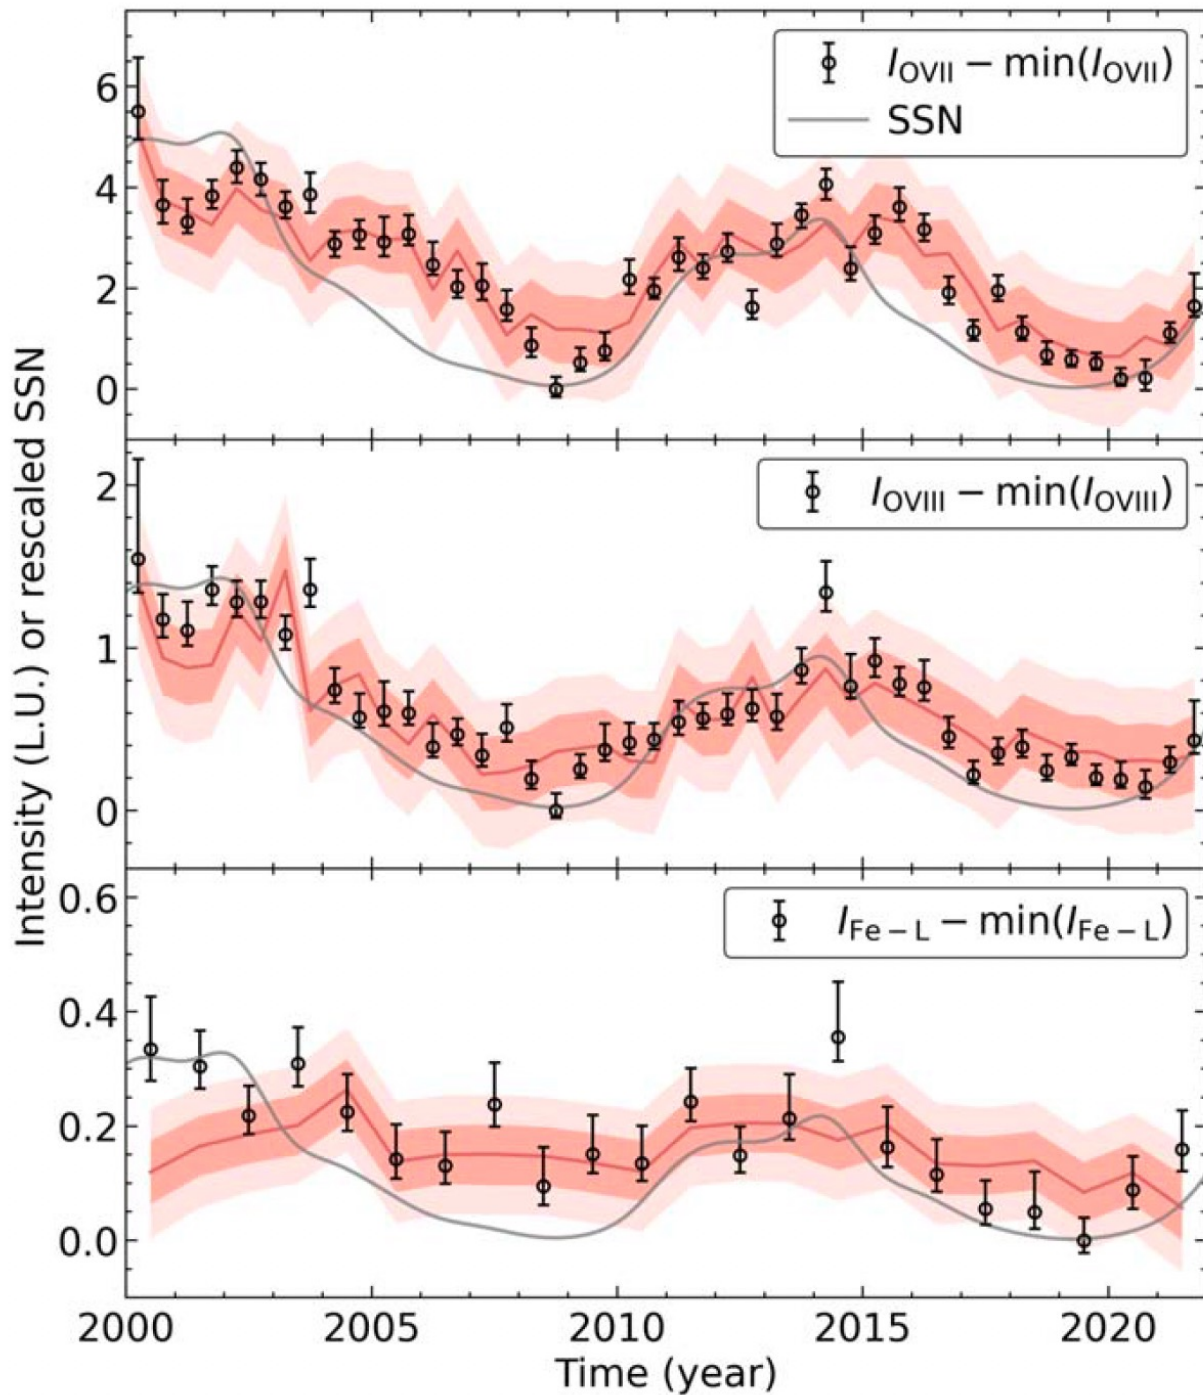 Intensity (L.U.) or rescaled SSN
I_OVII − min(I_OVII)
SSN
6
4
2
0
I_OVIII − min(I_OVIII)
2
1
0
I_Fe−L − min(I_Fe−L)
0.6
0.4
0.2
0.0
2000 2005 2010 2015 2020
Time (year)